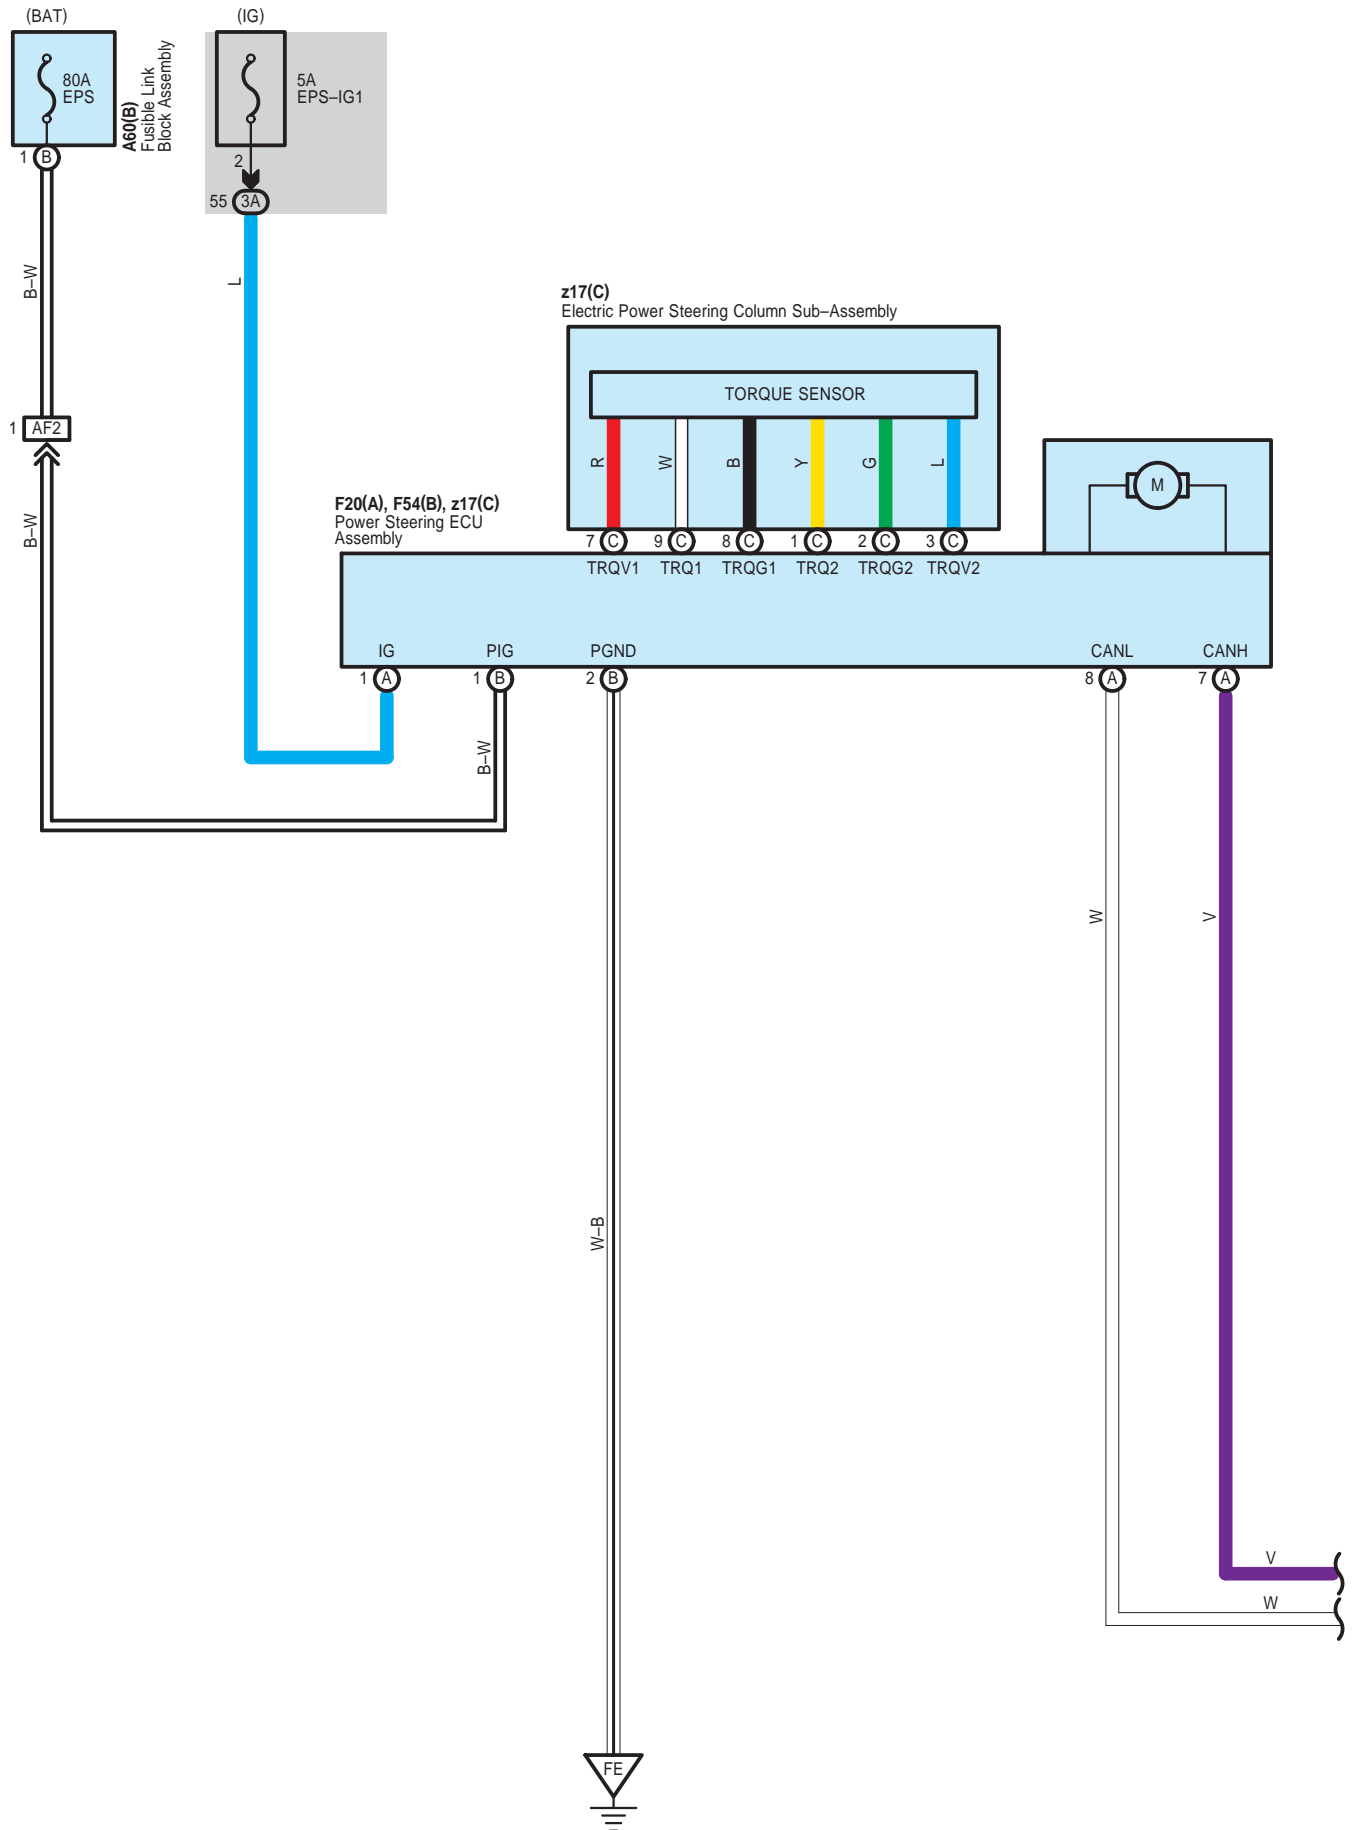 (BAT)
(IG)
80A
EPS
A60(B)
Fusible Link
Block Assembly
5A
EPS–IG1
1 B
2
55 3A
B–W
L
z17(C)
Electric Power Steering Column Sub–Assembly
TORQUE SENSOR
1 AF2
R W B Y G L
M
B–W
F20(A), F54(B), z17(C)
Power Steering ECU
Assembly
7 C 9 C 8 C 1 C 2 C 3 C
TRQV1 TRQ1 TRQG1 TRQ2 TRQG2 TRQV2
IG PIG PGND CANL CANH
1 A 1 B 2 B 8 A 7 A
B–W
W V
W–B
V
W
FE